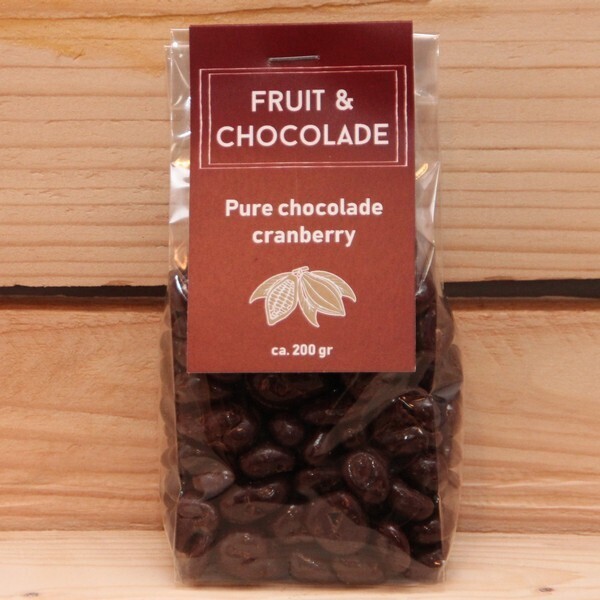 FRUIT &
CHOCOLADE
Pure chocolade
cranberry
ca. 200 gr